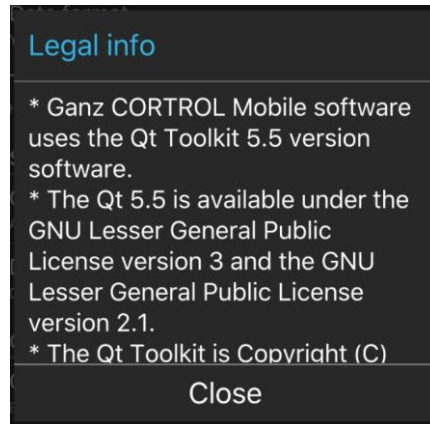 Date format
Legal info
* Ganz CORTROL Mobile software
uses the Qt Toolkit 5.5 version
software.
* The Qt 5.5 is available under the
GNU Lesser General Public
License version 3 and the GNU
Lesser General Public License
version 2.1.
* The Qt Toolkit is Copyright (C)
Close